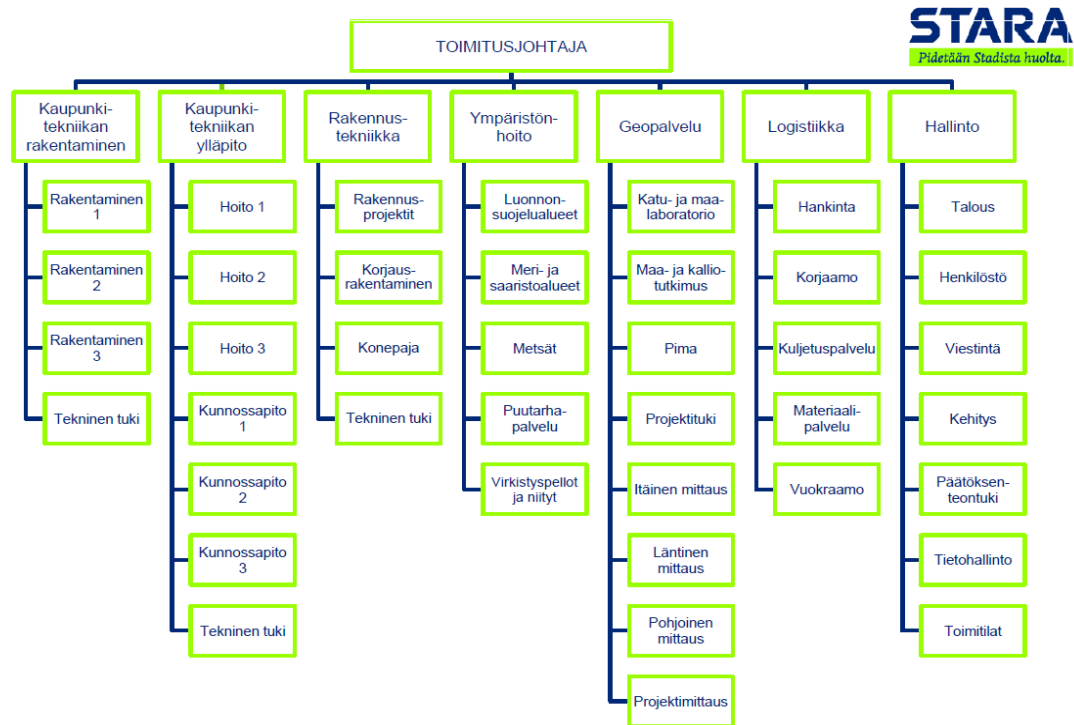 STARA
Pidetään Stadista huolta.
TOIMITUSJOHTAJA
Kaupunki-
tekniikan
rakentaminen
Rakentaminen
1
Rakentaminen
2
Rakentaminen
3
Tekninen tuki
Kaupunki-
tekniikan
ylläpito
Hoito 1
Hoito 2
Hoito 3
Kunnossapito
1
Kunnossapito
2
Kunnossapito
3
Tekninen tuki
Rakennus-
tekniikka
Rakennus-
projektit
Korjaus-
rakentaminen
Konepaja
Tekninen tuki
Ympäristön-
hoito
Luonnon-
suojelualueet
Meri- ja
saaristoalueet
Metsät
Puutarha-
palvelu
Virkistyspellot
ja niityt
Geopalvelu
Katu- ja maa-
laboratorio
Maa- ja kallio-
tutkimus
Pima
Projektituki
Itäinen mittaus
Läntinen
mittaus
Pohjoinen
mittaus
Projektimittaus
Logistiikka
Hankinta
Korjaamo
Kuljetuspalvelu
Materiaali-
palvelu
Vuokraamo
Hallinto
Talous
Henkilöstö
Viestintä
Kehitys
Päätöksen-
teontuki
Tietohallinto
Toimitilat